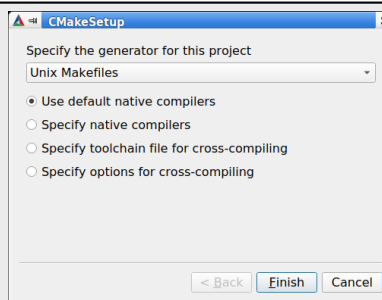 CMakeSetup
Specify the generator for this project
Unix Makefiles
Use default native compilers
Specify native compilers
Specify toolchain file for cross-compiling
Specify options for cross-compiling
< Back Finish Cancel